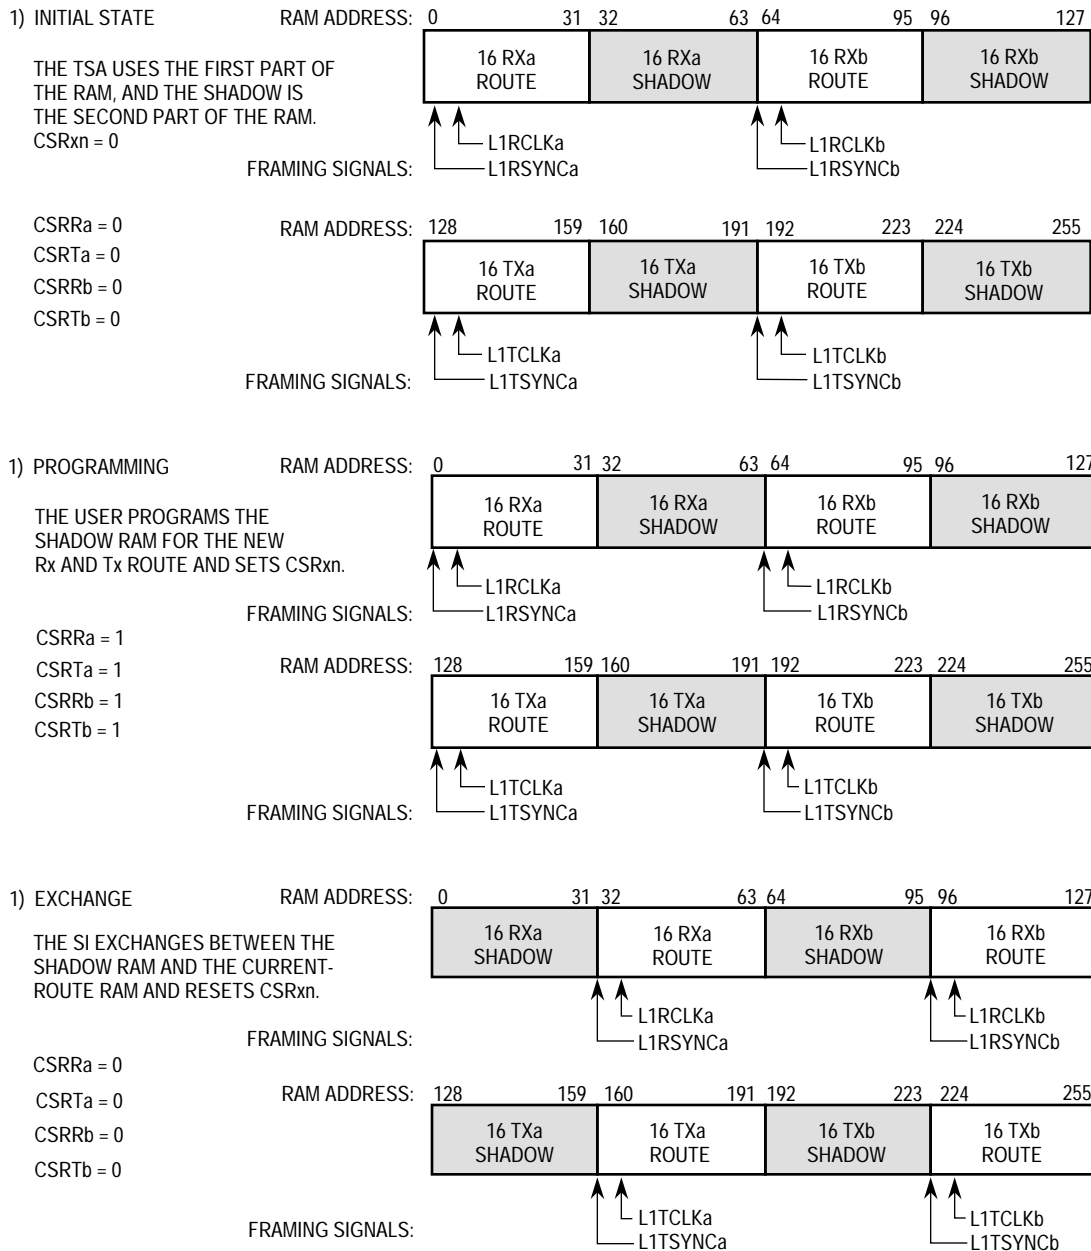 1) INITIAL STATE
RAM ADDRESS: 0 31 32 63 64 95 96 127
THE TSA USES THE FIRST PART OF
THE RAM, AND THE SHADOW IS
THE SECOND PART OF THE RAM.
CSRxn = 0
16 RXa
ROUTE
16 RXa
SHADOW
16 RXb
ROUTE
16 RXb
SHADOW
L1RCLKa
L1RCLKb
FRAMING SIGNALS: L1RSYNCa L1RSYNCb
CSRRa = 0
CSRTa = 0
CSRRb = 0
CSRTb = 0
RAM ADDRESS: 128 159 160 191 192 223 224 255
16 TXa
ROUTE
16 TXa
SHADOW
16 TXb
ROUTE
16 TXb
SHADOW
L1TCLKa
L1TCLKb
FRAMING SIGNALS: L1TSYNCa L1TSYNCb
1) PROGRAMMING
RAM ADDRESS: 0 31 32 63 64 95 96 127
THE USER PROGRAMS THE
SHADOW RAM FOR THE NEW
Rx AND Tx ROUTE AND SETS CSRxn.
16 RXa
ROUTE
16 RXa
SHADOW
16 RXb
ROUTE
16 RXb
SHADOW
L1RCLKa
L1RCLKb
FRAMING SIGNALS: L1RSYNCa L1RSYNCb
CSRRa = 1
CSRTa = 1
CSRRb = 1
CSRTb = 1
RAM ADDRESS: 128 159 160 191 192 223 224 255
16 TXa
ROUTE
16 TXa
SHADOW
16 TXb
ROUTE
16 TXb
SHADOW
L1TCLKa
L1TCLKb
FRAMING SIGNALS: L1TSYNCa L1TSYNCb
1) EXCHANGE
RAM ADDRESS: 0 31 32 63 64 95 96 127
THE SI EXCHANGES BETWEEN THE
SHADOW RAM AND THE CURRENT-
ROUTE RAM AND RESETS CSRxn.
16 RXa
SHADOW
16 RXa
ROUTE
16 RXb
SHADOW
16 RXb
ROUTE
L1RCLKa
L1RCLKb
FRAMING SIGNALS: L1RSYNCa L1RSYNCb
CSRRa = 0
CSRTa = 0
CSRRb = 0
CSRTb = 0
RAM ADDRESS: 128 159 160 191 192 223 224 255
16 TXa
SHADOW
16 TXa
ROUTE
16 TXb
SHADOW
16 TXb
ROUTE
L1TCLKa
L1TCLKb
FRAMING SIGNALS: L1TSYNCa L1TSYNCb